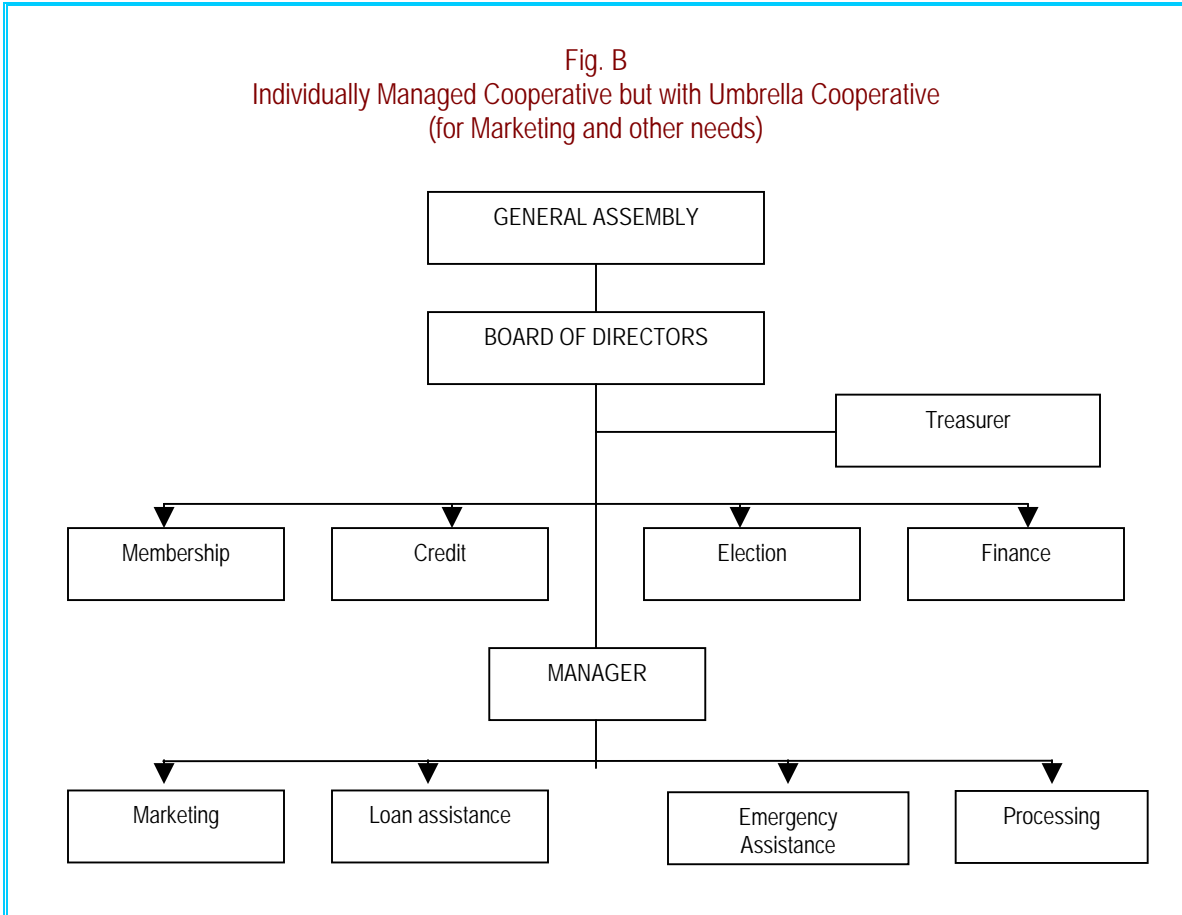 Fig. B
Individually Managed Cooperative but with Umbrella Cooperative
(for Marketing and other needs)
GENERAL ASSEMBLY
BOARD OF DIRECTORS
Treasurer
Membership
Credit
Election
Finance
MANAGER
Marketing
Loan assistance
Emergency
Assistance
Processing